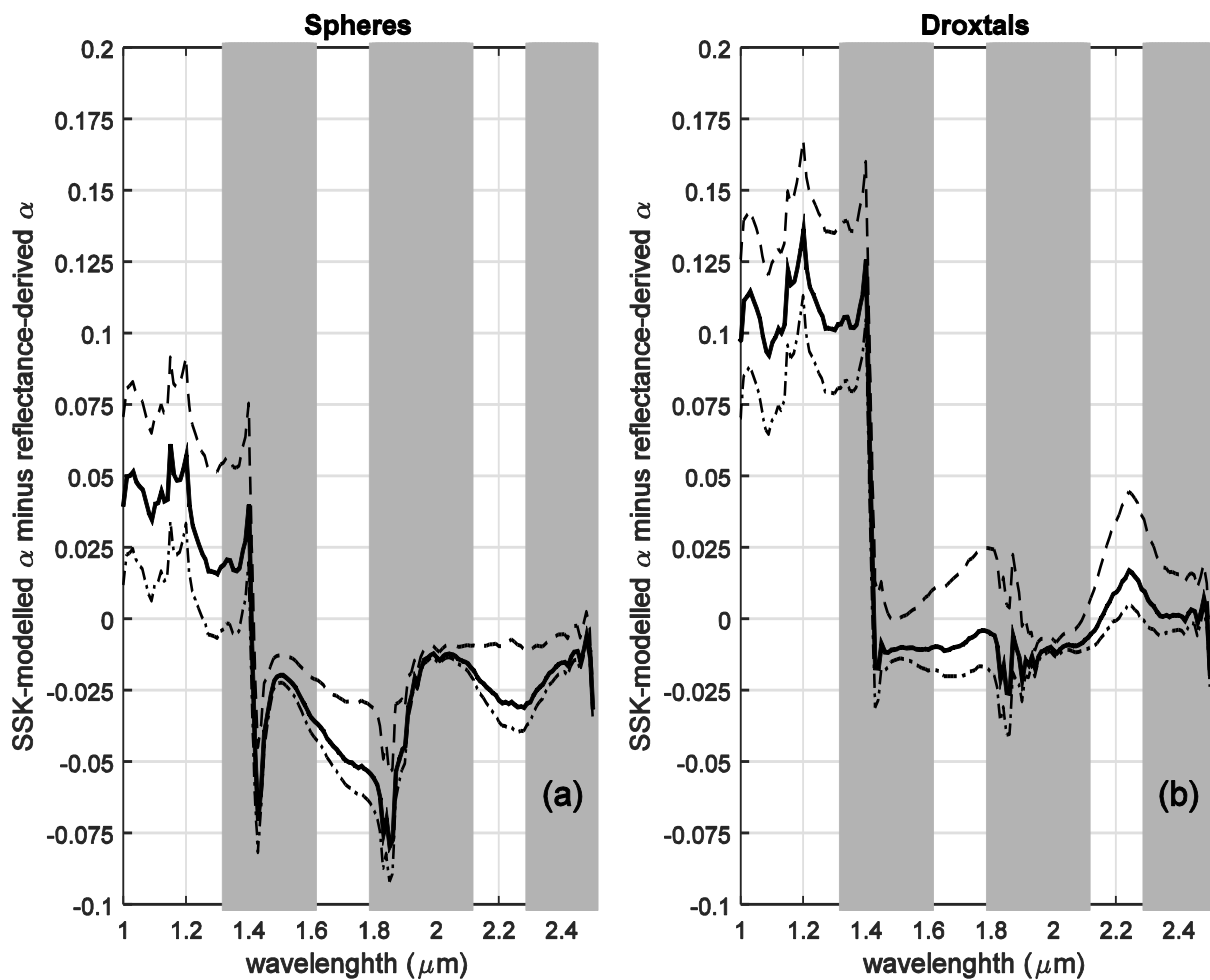 Spheres
0.2
0.175
0.15
0.125
0.1
0.075
0.05
0.025
0
-0.025
-0.05
-0.075
-0.1
SSK-modelled α minus reflectance-derived α
1 1.2 1.4 1.6 1.8 2 2.2 2.4
wavelenghth (μm)
(a)
Droxtals
0.2
0.175
0.15
0.125
0.1
0.075
0.05
0.025
0
-0.025
-0.05
-0.075
-0.1
SSK-modelled α minus reflectance-derived α
1 1.2 1.4 1.6 1.8 2 2.2 2.4
wavelenghth (μm)
(b)